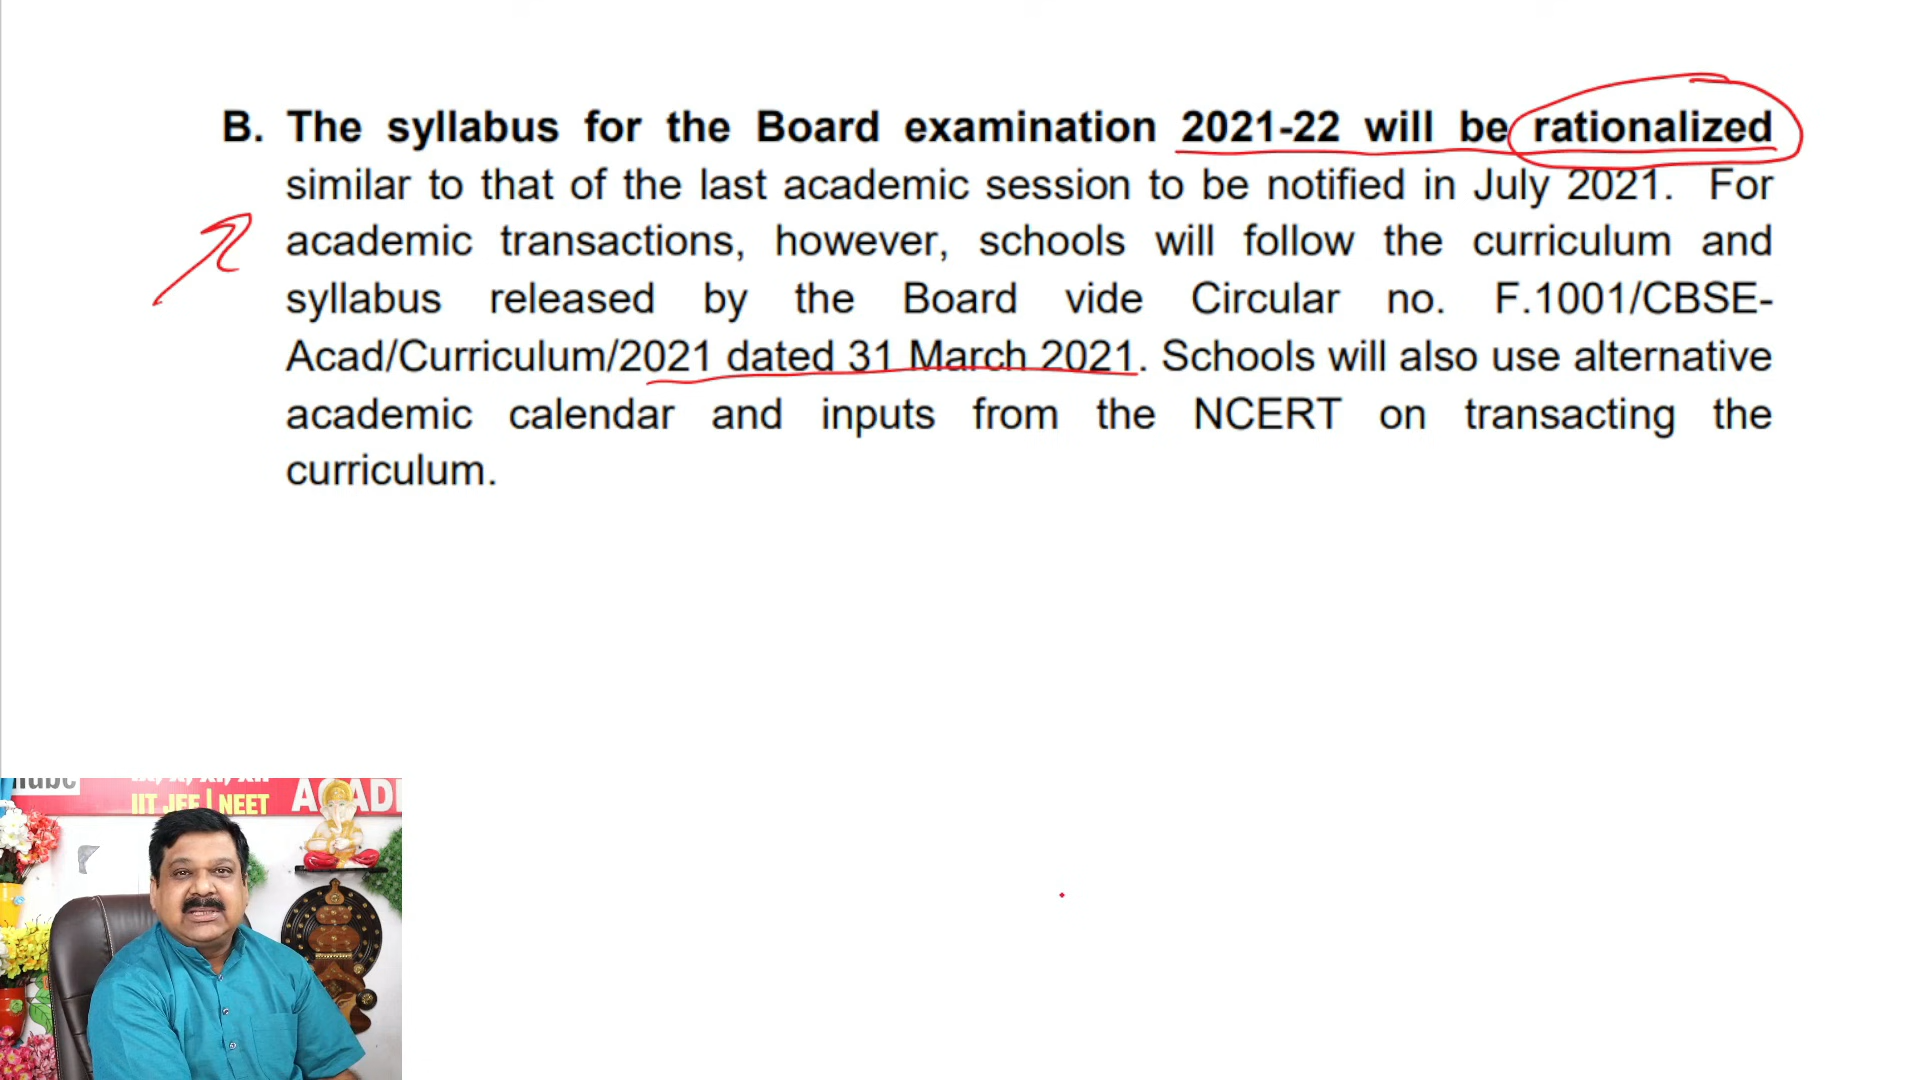 B. The syllabus for the Board examination 2021-22 will be rationalized
similar to that of the last academic session to be notified in July 2021. For
academic transactions, however, schools will follow the curriculum and
syllabus released by the Board vide Circular no. F.1001/CBSE-
Acad/Curriculum/2021 dated 31 March 2021. Schools will also use alternative
academic calendar and inputs from the NCERT on transacting the
curriculum.
IIT JEE | NEET